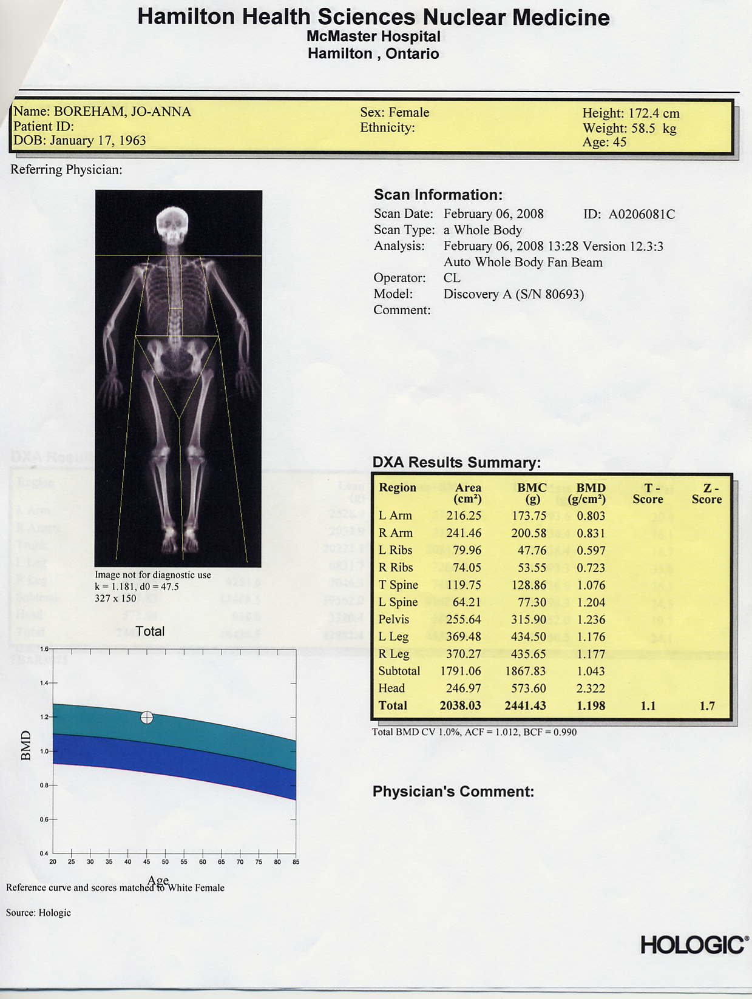 Hamilton Health Sciences Nuclear Medicine
McMaster Hospital
Hamilton , Ontario
Name: BOREHAM, JO-ANNA
Patient ID:
DOB: January 17, 1963
Sex: Female
Ethnicity:
Height: 172.4 cm
Weight: 58.5 kg
Age: 45
Referring Physician:
Image not for diagnostic use
k = 1.181, d0 = 47.5
327 x 150
Scan Information:
Scan Date: February 06, 2008 ID: A0206081C
Scan Type: a Whole Body
Analysis: February 06, 2008 13:28 Version 12.3:3
Auto Whole Body Fan Beam
Operator: CL
Model: Discovery A (S/N 80693)
Comment:
DXA Results Summary:
Region Area BMC BMD T - Z -
(cm²) (g) (g/cm²) Score Score
L Arm 216.25 173.75 0.803
R Arm 241.46 200.58 0.831
L Ribs 79.96 47.76 0.597
R Ribs 74.05 53.55 0.723
T Spine 119.75 128.86 1.076
L Spine 64.21 77.30 1.204
Pelvis 255.64 315.90 1.236
L Leg 369.48 434.50 1.176
R Leg 370.27 435.65 1.177
Subtotal 1791.06 1867.83 1.043
Head 246.97 573.60 2.322
Total 2038.03 2441.43 1.198 1.1 1.7
Total BMD CV 1.0%, ACF = 1.012, BCF = 0.990
Physician's Comment:
Total
1.6
1.4
1.2
1.0
0.8
0.6
0.4
BMD
20 25 30 35 40 45 50 55 60 65 70 75 80 85
Age
Reference curve and scores matched to White Female
Source: Hologic
HOLOGIC®